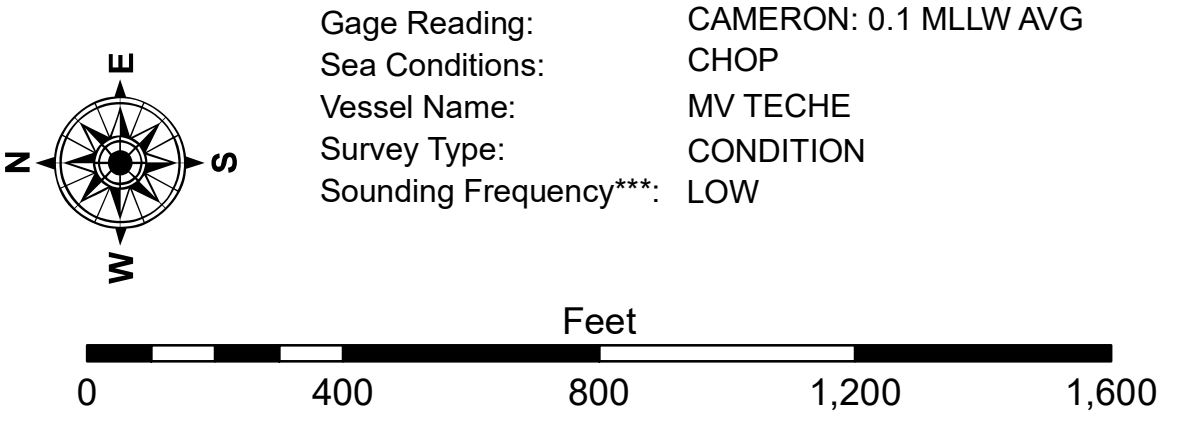 Gage Reading: CAMERON: 0.1 MLLW AVG
Sea Conditions: CHOP
Vessel Name: MV TECHE
Survey Type: CONDITION
Sounding Frequency***: LOW
E
N S
W
Feet
0 400 800 1,200 1,600